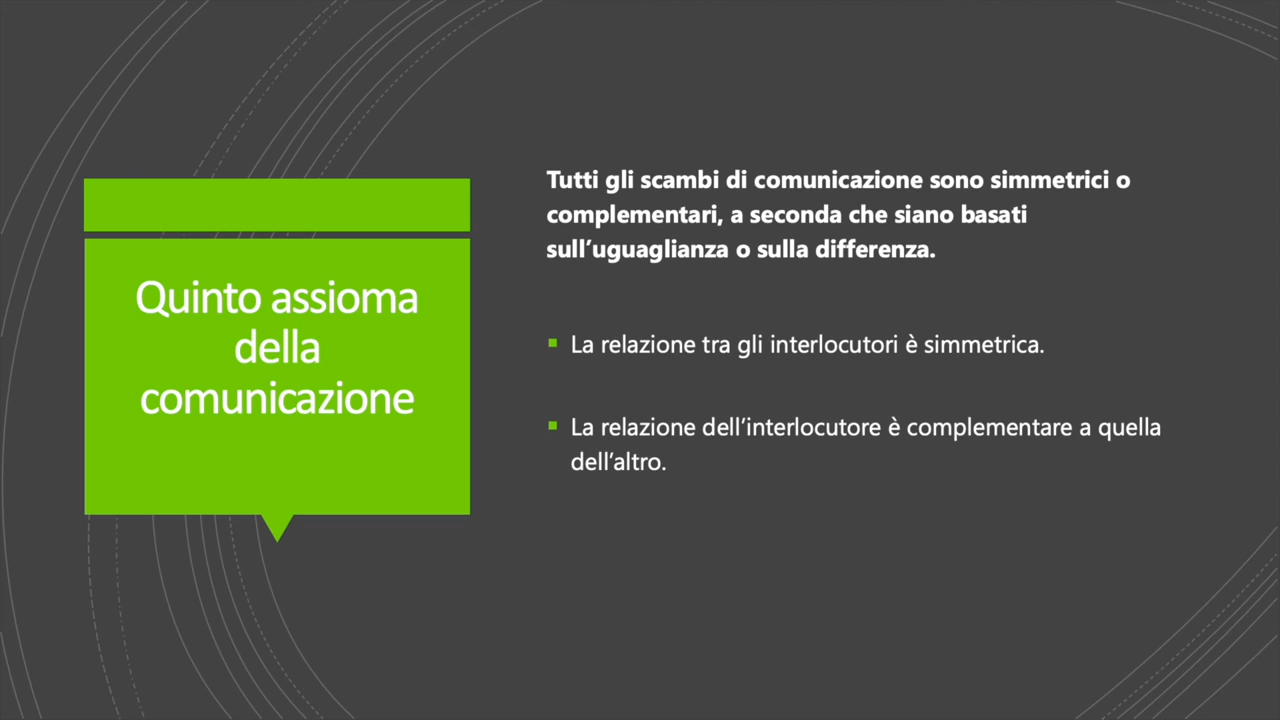 Quinto assioma
della
comunicazione
Tutti gli scambi di comunicazione sono simmetrici o
complementari, a seconda che siano basati
sull’uguaglianza o sulla differenza.
La relazione tra gli interlocutori è simmetrica.
La relazione dell’interlocutore è complementare a quella
dell’altro.